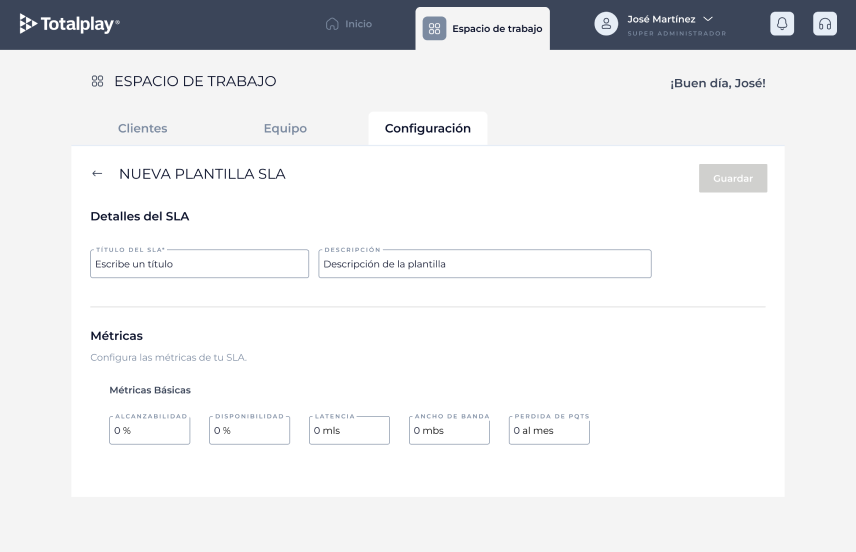 Totalplay®
Inicio
Espacio de trabajo
José Martínez
SUPER ADMINISTRADOR
ESPACIO DE TRABAJO
¡Buen día, José!
Clientes
Equipo
Configuración
← NUEVA PLANTILLA SLA
Guardar
Detalles del SLA
TÍTULO DEL SLA*
Escribe un título
DESCRIPCIÓN
Descripción de la plantilla
Métricas
Configura las métricas de tu SLA.
Métricas Básicas
ALCANZABILIDAD
0 %
DISPONIBILIDAD
0 %
LATENCIA
0 mls
ANCHO DE BANDA
0 mbs
PERDIDA DE PQTS
0 al mes